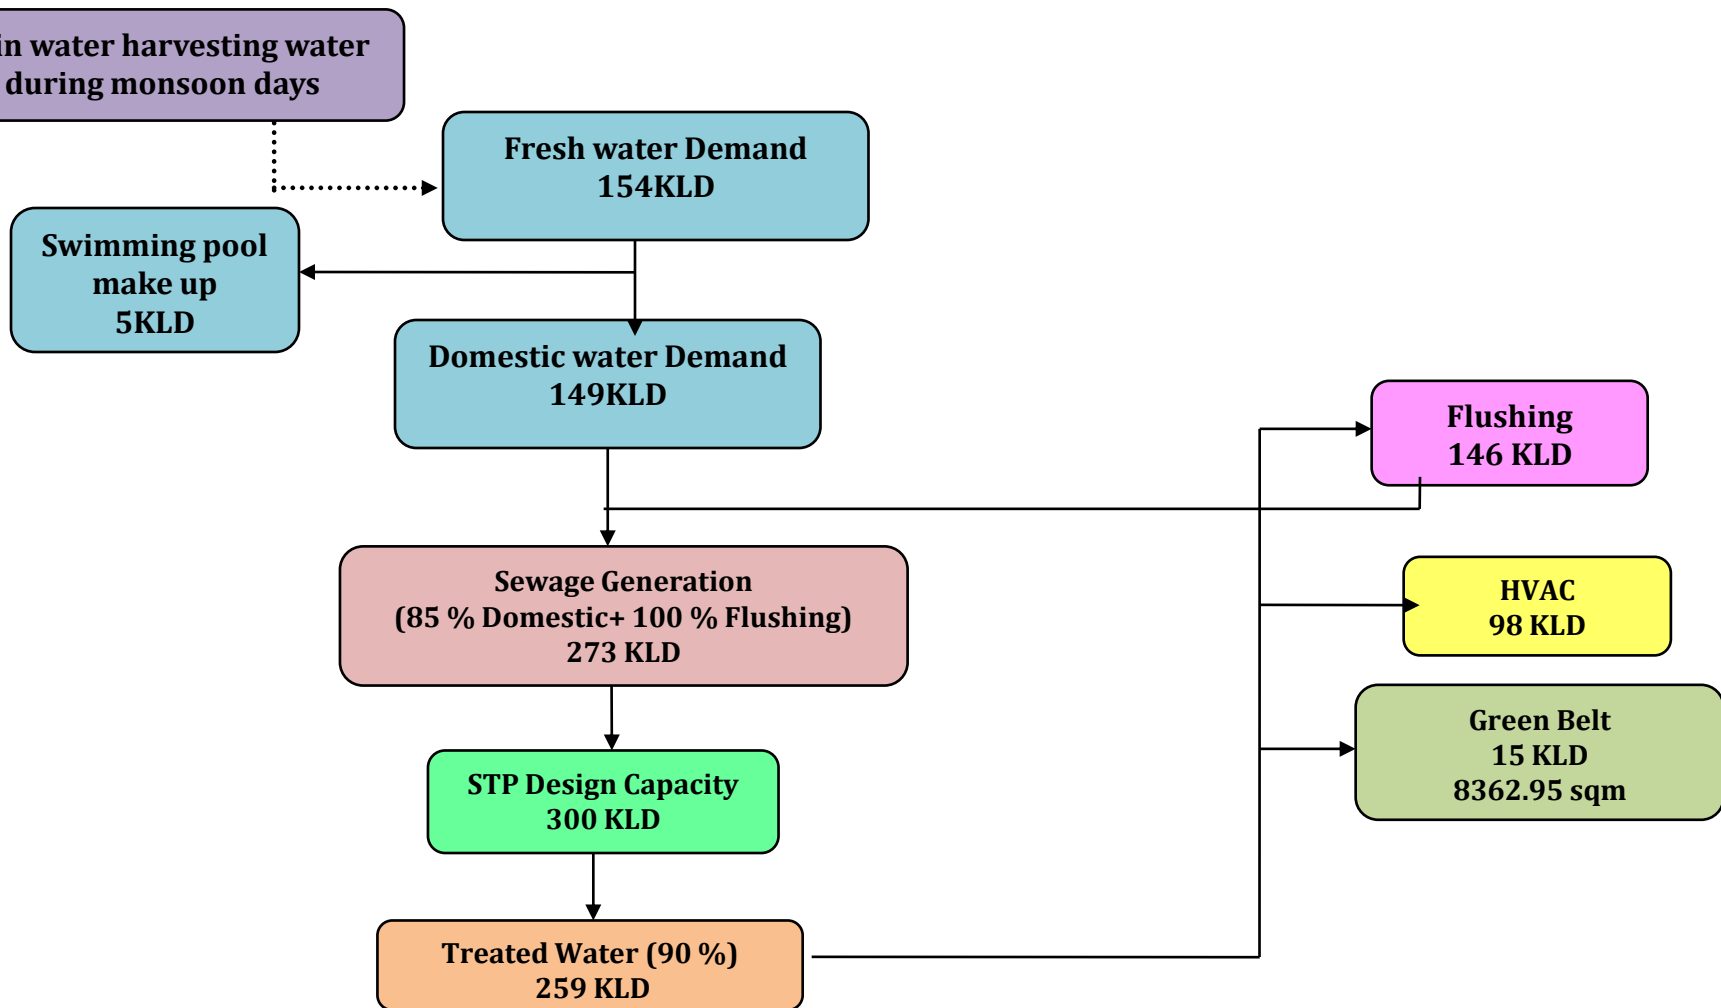 in water harvesting water
during monsoon days
Fresh water Demand
154KLD
Swimming pool
make up
5KLD
Domestic water Demand
149KLD
Flushing
146 KLD
Sewage Generation
(85 % Domestic+ 100 % Flushing)
273 KLD
HVAC
98 KLD
Green Belt
15 KLD
8362.95 sqm
STP Design Capacity
300 KLD
Treated Water (90 %)
259 KLD